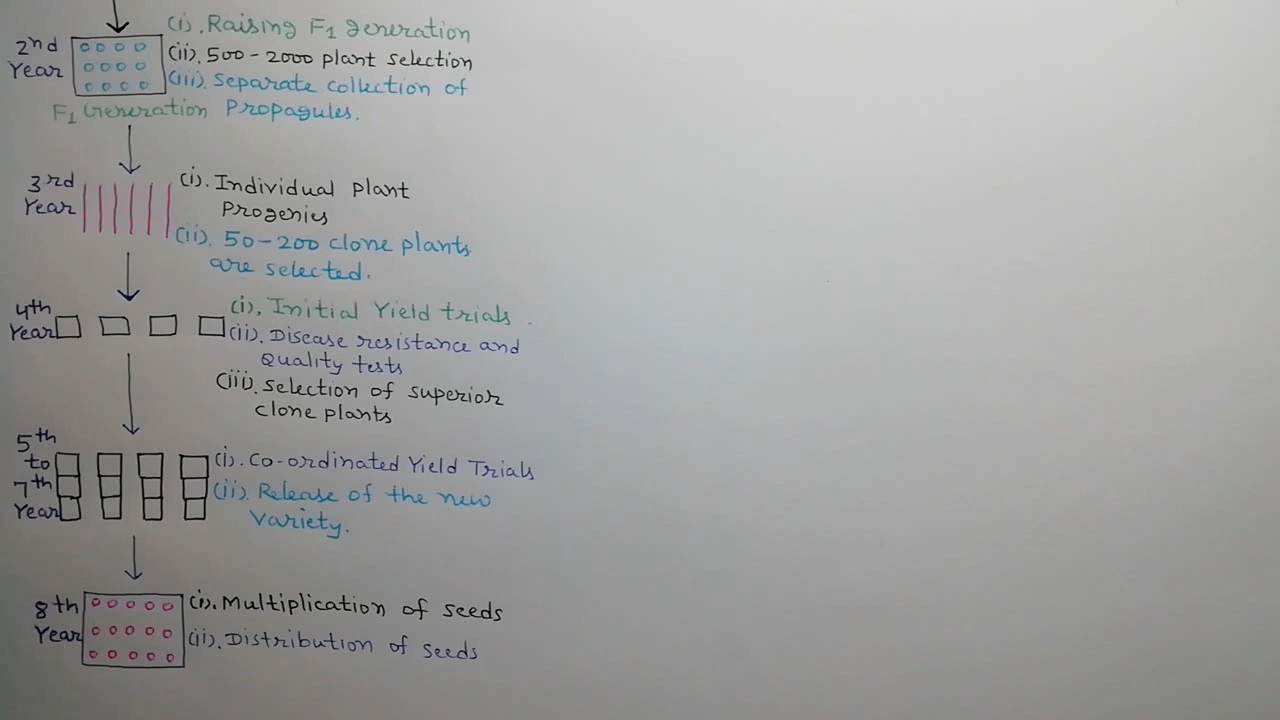 (i). Raising F1 generation
2nd Year
(ii). 500-2000 plant selection
(iii). Separate collection of
F1 Generation Propagules.
3rd Year
(i). Individual plant
Progenies
(ii). 50-200 clone plants
are selected.
4th Year
(i). Initial Yield trials.
(ii). Disease resistance and
Quality tests
(iii). Selection of superior
clone plants
5th to 7th Year
(i). Co-ordinated Yield Trials
(ii). Release of the new
variety.
8th Year
(i). Multiplication of seeds
(ii). Distribution of seeds